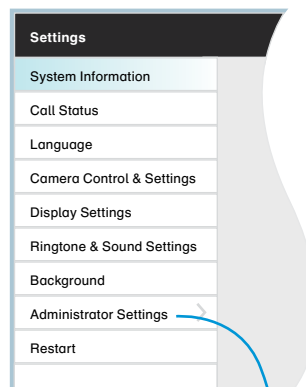 Settings
System Information
Call Status
Language
Camera Control & Settings
Display Settings
Ringtone & Sound Settings
Background
Administrator Settings
Restart